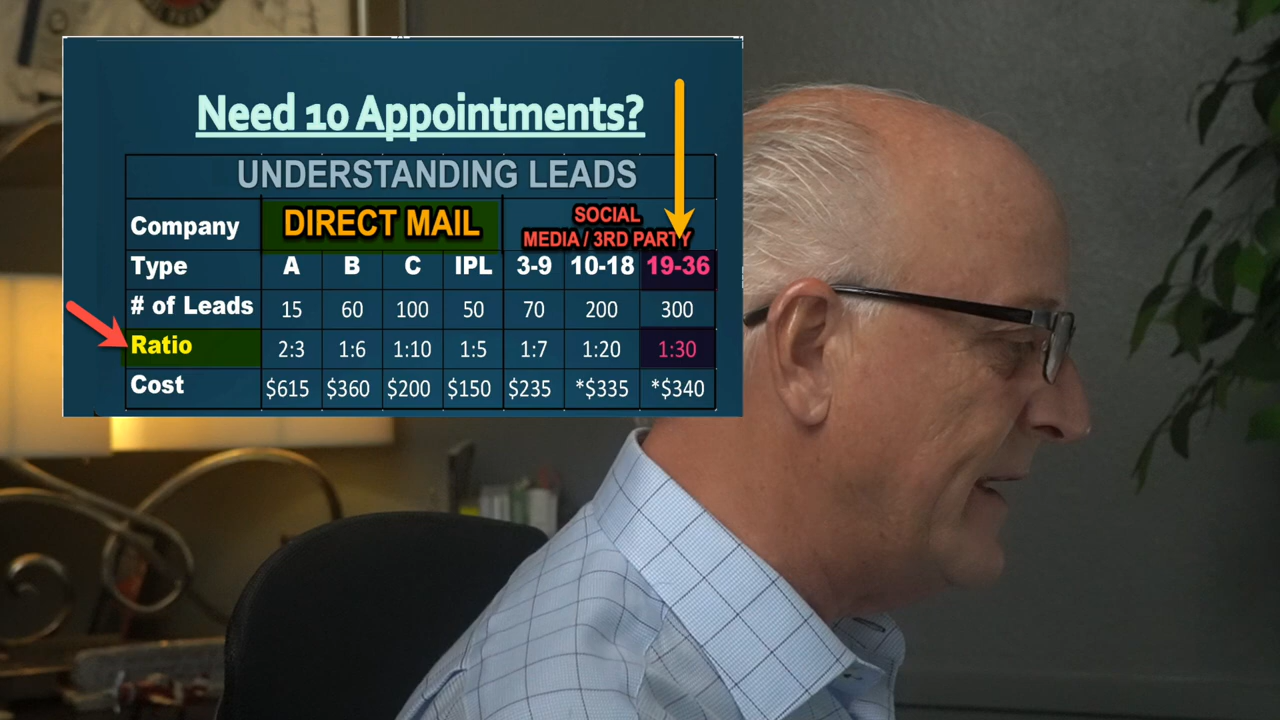 Need 10 Appointments?
UNDERSTANDING LEADS
Company DIRECT MAIL SOCIAL
MEDIA / 3RD PARTY
Type A B C IPL 3-9 10-18 19-36
# of Leads 15 60 100 50 70 200 300
Ratio 2:3 1:6 1:10 1:5 1:7 1:20 1:30
Cost $615 $360 $200 $150 $235 *$335 *$340